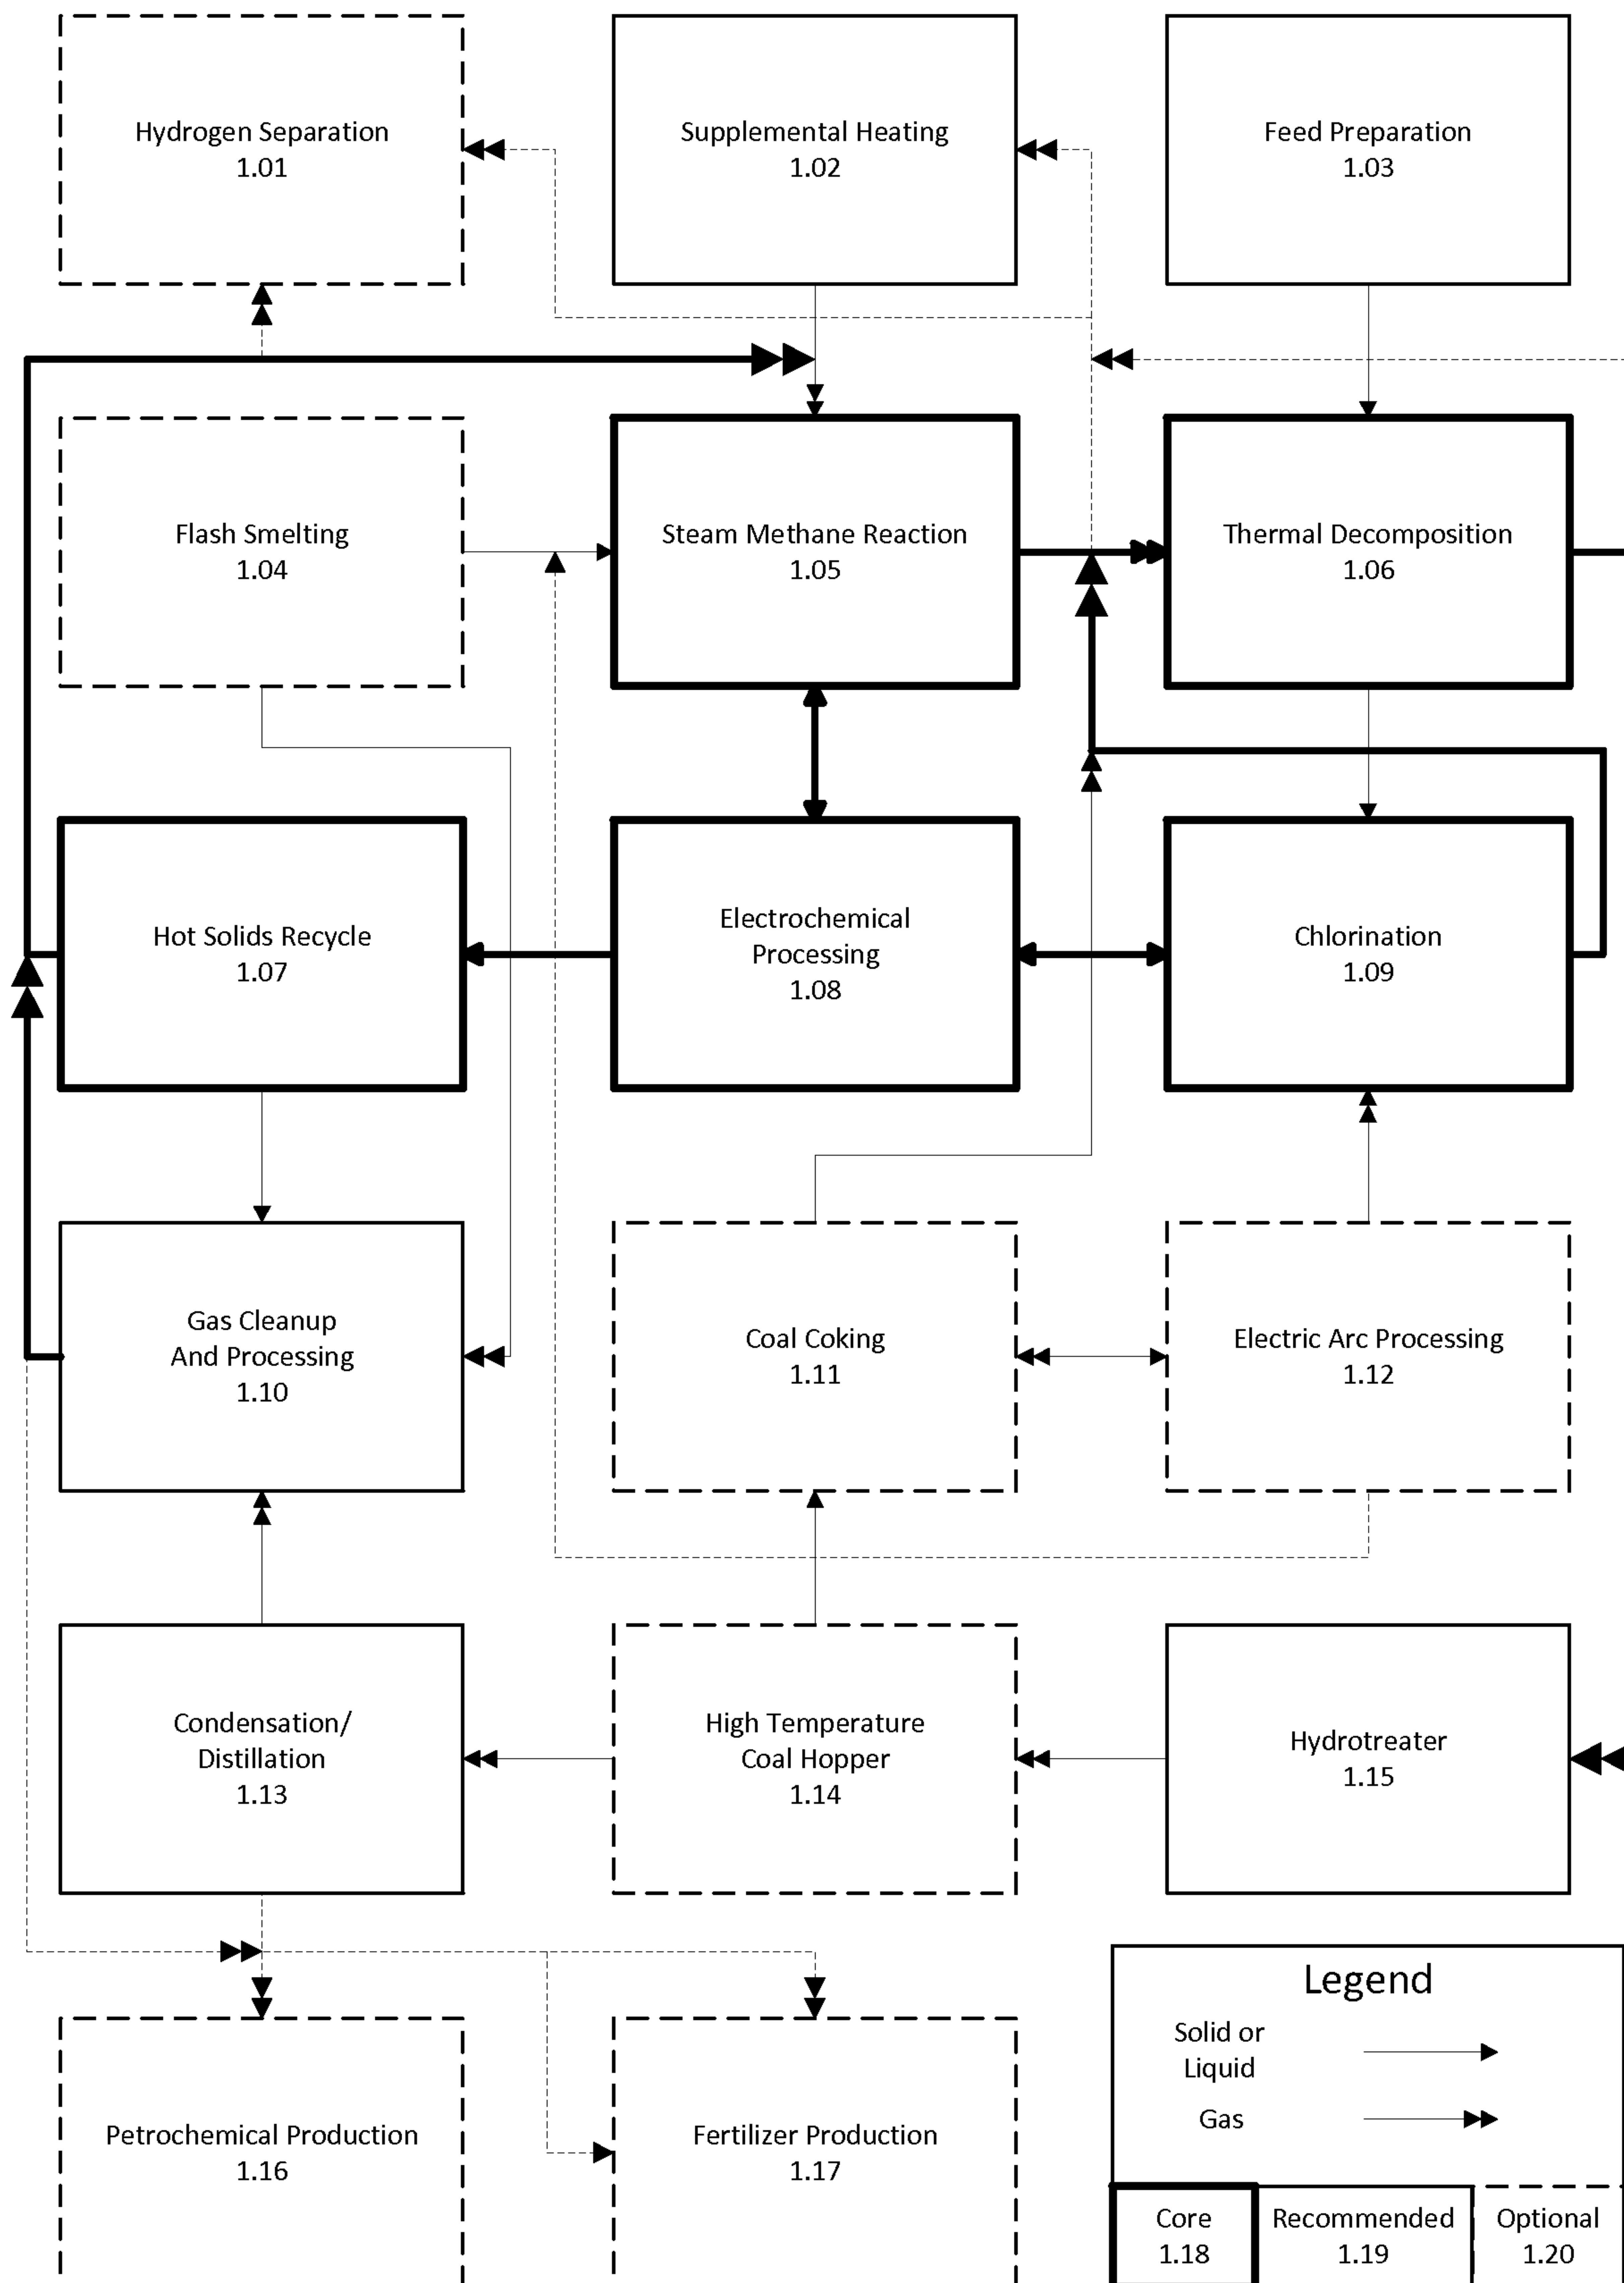 Hydrogen Separation
1.01
Supplemental Heating
1.02
Feed Preparation
1.03
Flash Smelting
1.04
Steam Methane Reaction
1.05
Thermal Decomposition
1.06
Hot Solids Recycle
1.07
Electrochemical
Processing
1.08
Chlorination
1.09
Gas Cleanup
And Processing
1.10
Coal Coking
1.11
Electric Arc Processing
1.12
Condensation/
Distillation
1.13
High Temperature
Coal Hopper
1.14
Hydrotreater
1.15
Petrochemical Production
1.16
Fertilizer Production
1.17
Legend
Solid or
Liquid
Gas
Core
1.18
Recommended
1.19
Optional
1.20